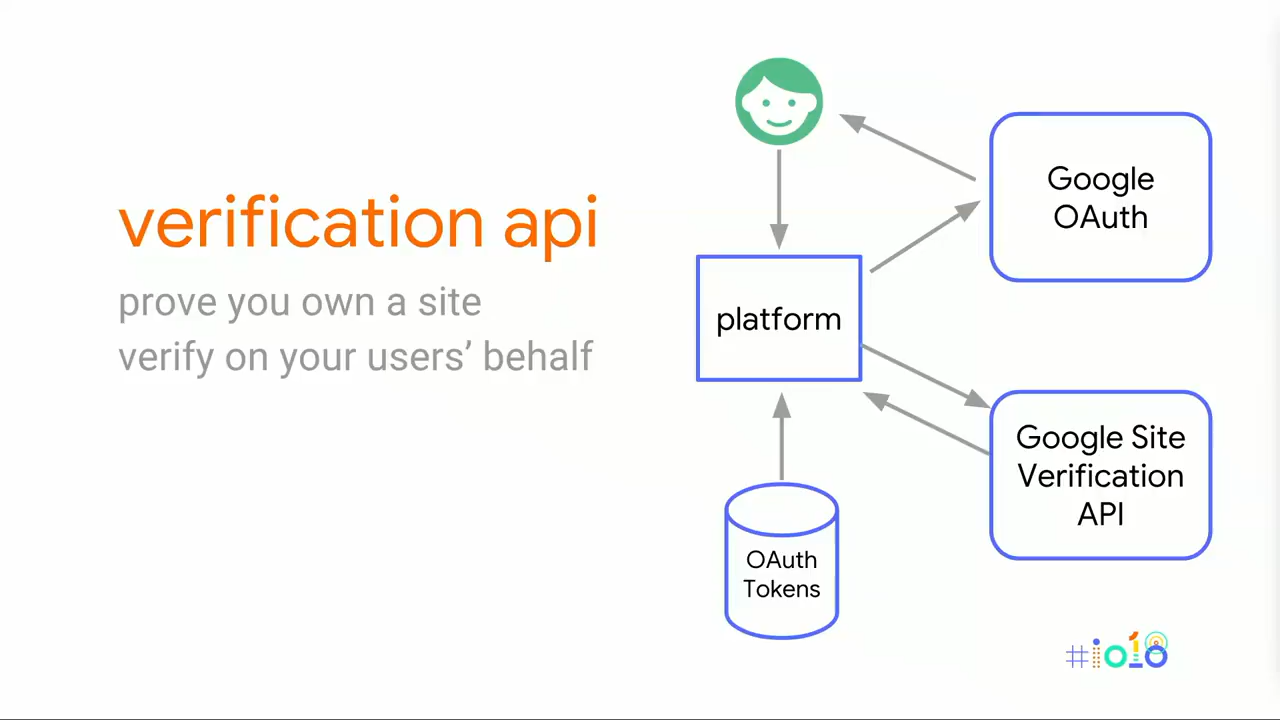 verification api
prove you own a site
verify on your users’ behalf
Google
OAuth
platform
Google Site
Verification
API
OAuth
Tokens
#io18